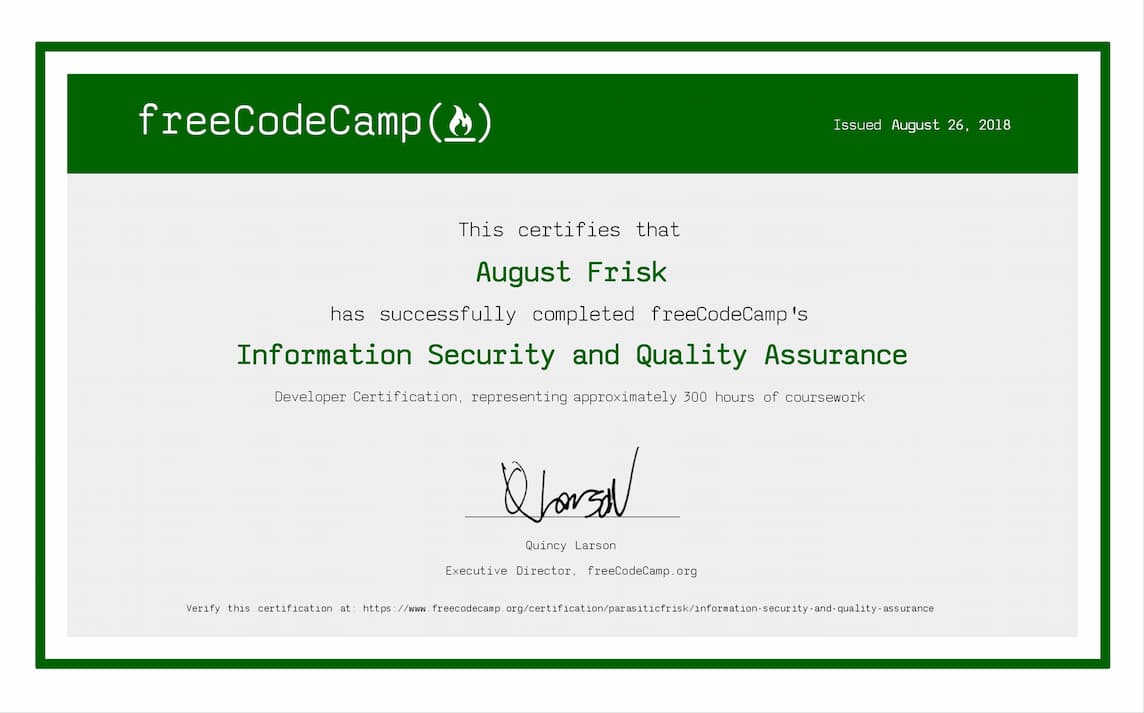 freeCodeCamp(🔥)
Issued August 26, 2018
This certifies that
August Frisk
has successfully completed freeCodeCamp's
Information Security and Quality Assurance
Developer Certification, representing approximately 300 hours of coursework
Q Larson
Quincy Larson
Executive Director, freeCodeCamp.org
Verify this certification at: https://www.freecodecamp.org/certification/parasiticfrisk/information-security-and-quality-assurance